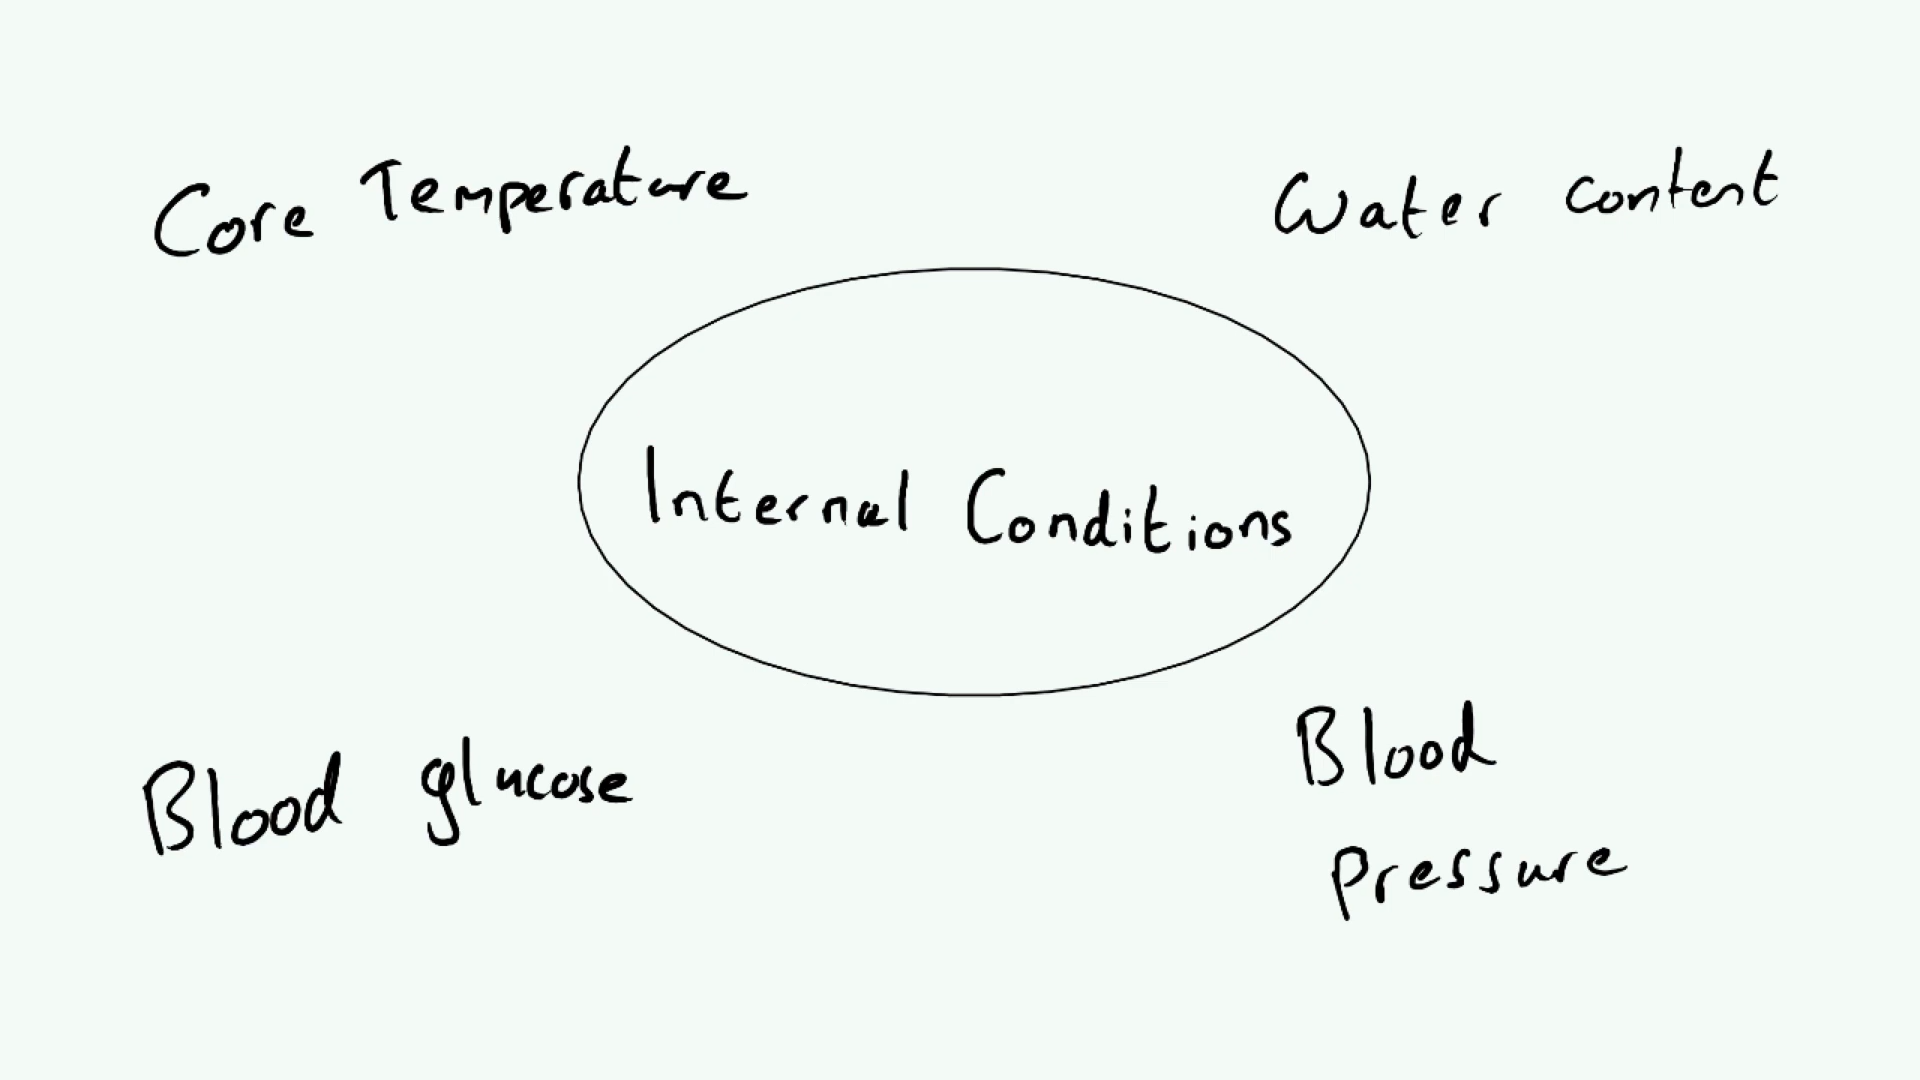 Core Temperature
Water content
Internal Conditions
Blood glucose
Blood
Pressure